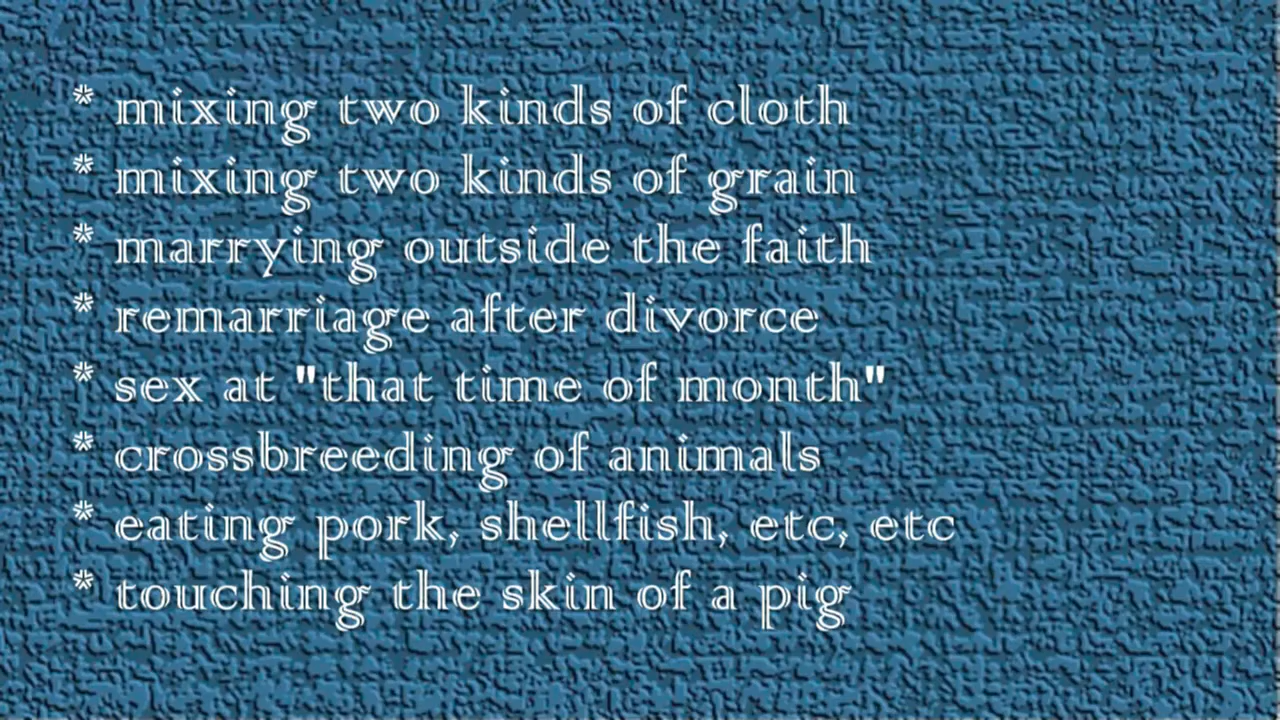 * mixing two kinds of cloth
* mixing two kinds of grain
* marrying outside the faith
* remarriage after divorce
* sex at "that time of month"
* crossbreeding of animals
* eating pork, shellfish, etc, etc
* touching the skin of a pig